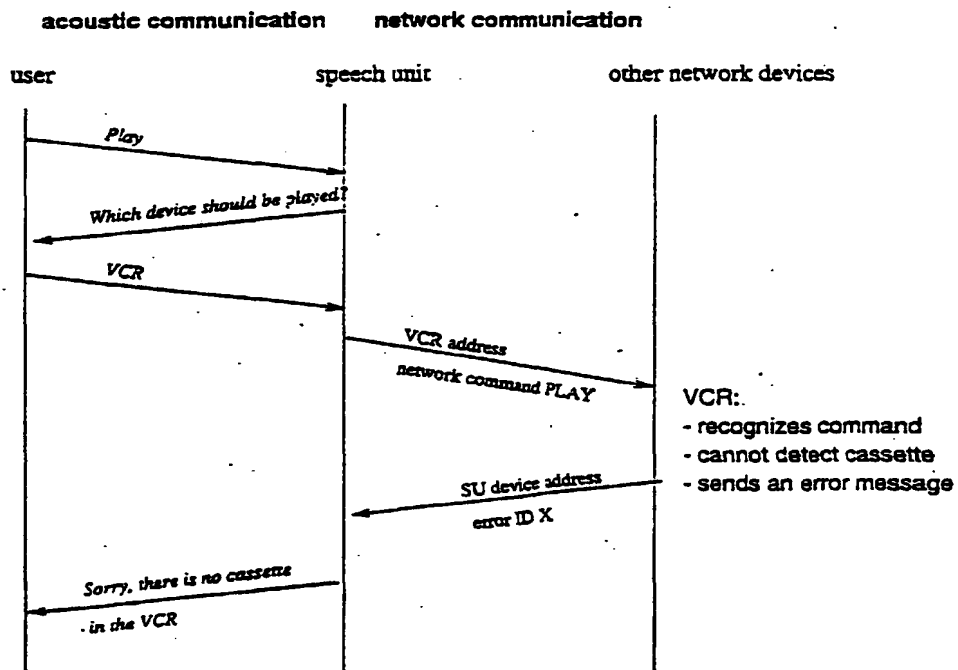 acoustic communication network communication
user speech unit other network devices
Play
Which device should be played?
VCR
VCR address
network command PLAY
VCR:
- recognizes command
- cannot detect cassette
- sends an error message
SU device address
error ID X
Sorry, there is no cassette
- in the VCR